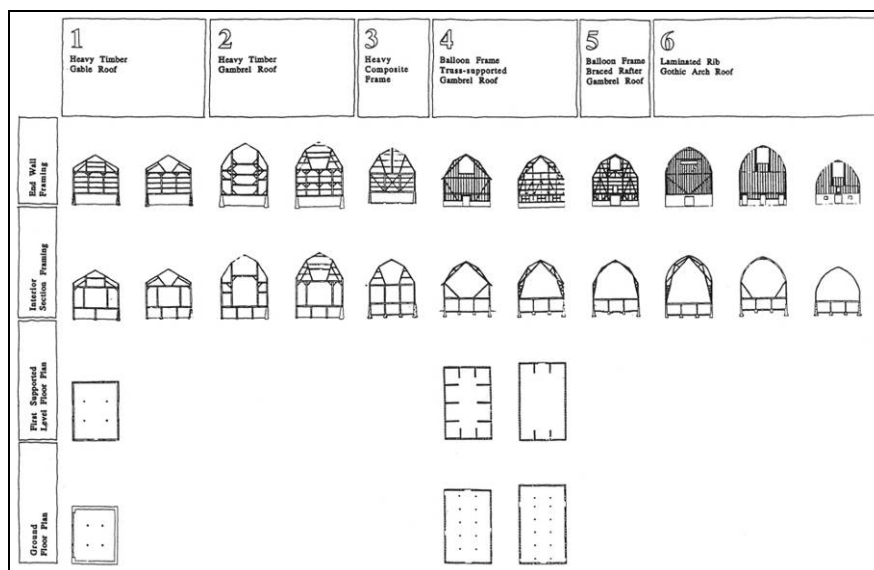 1
Heavy Timber
Gable Roof
2
Heavy Timber
Gambrel Roof
3
Heavy
Composite
Frame
4
Balloon Frame
Truss-supported
Gambrel Roof
5
Balloon Frame
Braced Rafter
Gambrel Roof
6
Laminated Rib
Gothic Arch Roof
End Wall
Framing
Interior
Section Framing
First Supported
Level Floor Plan
Ground
Floor Plan